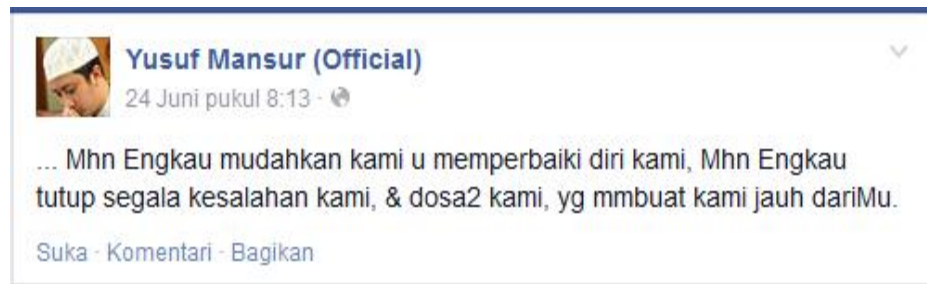 Yusuf Mansur (Official)
24 Juni pukul 8:13 ·
... Mhn Engkau mudahkan kami u memperbaiki diri kami, Mhn Engkau
tutup segala kesalahan kami, & dosa2 kami, yg mmbuat kami jauh dariMu.
Suka · Komentari · Bagikan